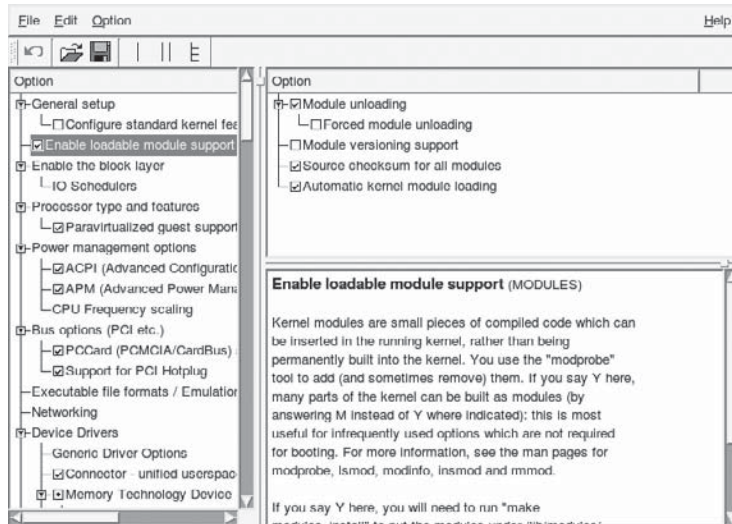 File Edit Option Help
Option
General setup
Configure standard kernel fea
Enable loadable module support
Enable the block layer
IO Schedulers
Processor type and features
Paravirtualized guest support
Power management options
ACPI (Advanced Configuratic
APM (Advanced Power Mana
CPU Frequency scaling
Bus options (PCI etc.)
PCCard (PCMCIA/CardBus)
Support for PCI Hotplug
Executable file formats / Emulation
Networking
Device Drivers
Generic Driver Options
Connector - unified userspac
Memory Technology Device
Option
Module unloading
Forced module unloading
Module versioning support
Source checksum for all modules
Automatic kernel module loading
Enable loadable module support (MODULES)
Kernel modules are small pieces of compiled code which can
be inserted in the running kernel, rather than being
permanently built into the kernel. You use the "modprobe"
tool to add (and sometimes remove) them. If you say Y here,
many parts of the kernel can be built as modules (by
answering M instead of Y where indicated): this is most
useful for infrequently used options which are not required
for booting. For more information, see the man pages for
modprobe, lsmod, modinfo, insmod and rmmod.
If you say Y here, you will need to run "make
modules_install" to put the modules under /lib/modules/